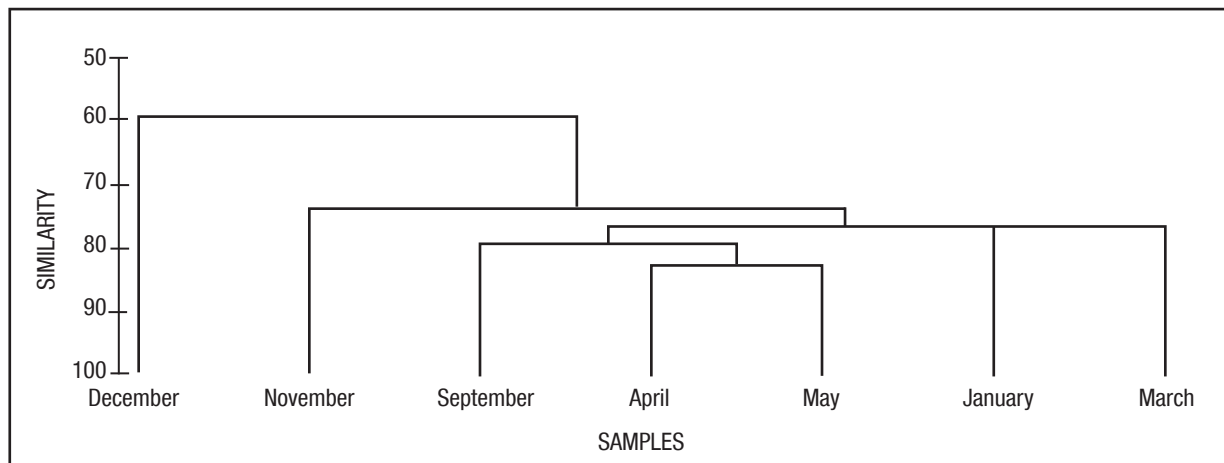 50
60
70
80
90
100
SIMILARITY
December November September April May January March
SAMPLES